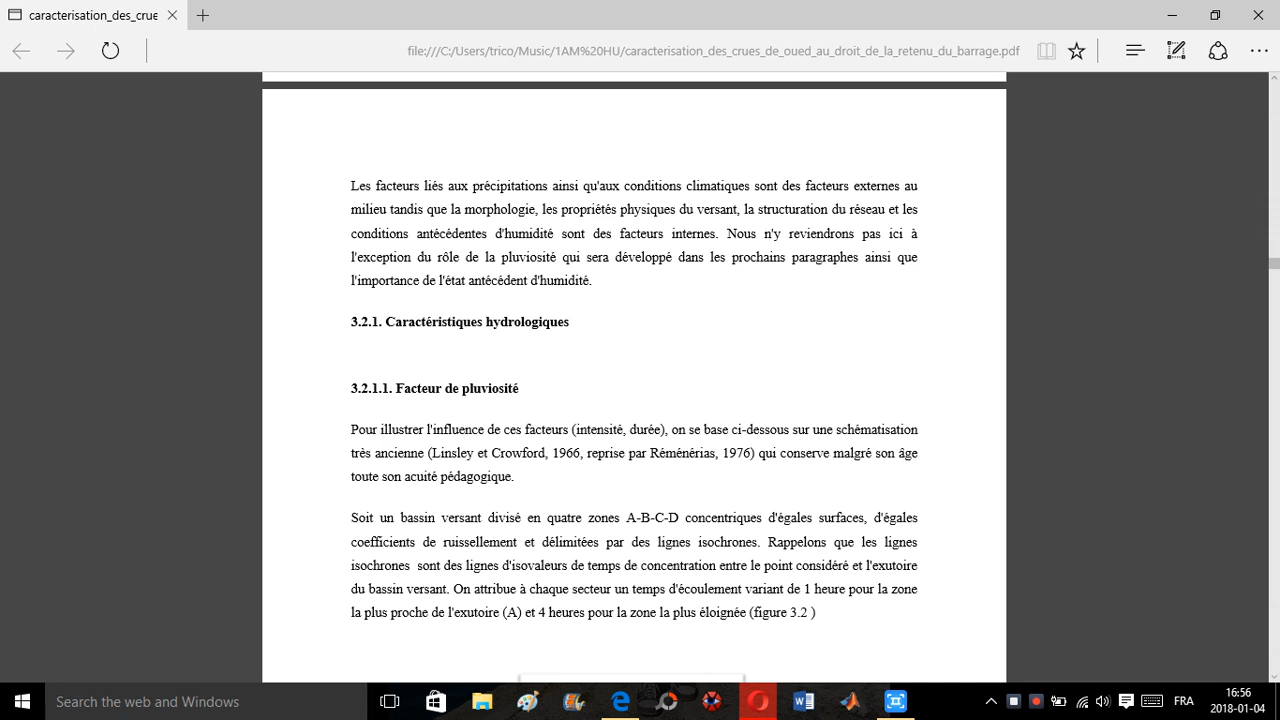 caracterisation_des_crue
file:///C:/Users/trico/Music/1AM%20HU/caracterisation_des_crues_de_oued_au_droit_de_la_retenu_du_barrage.pdf
Les facteurs liés aux précipitations ainsi qu'aux conditions climatiques sont des facteurs externes au
milieu tandis que la morphologie, les propriétés physiques du versant, la structuration du réseau et les
conditions antécédentes d'humidité sont des facteurs internes. Nous n'y reviendrons pas ici à
l'exception du rôle de la pluviosité qui sera développé dans les prochains paragraphes ainsi que
l'importance de l'état antécédent d'humidité.
3.2.1. Caractéristiques hydrologiques
3.2.1.1. Facteur de pluviosité
Pour illustrer l'influence de ces facteurs (intensité, durée), on se base ci-dessous sur une schématisation
très ancienne (Linsley et Crowford, 1966, reprise par Réménérias, 1976) qui conserve malgré son âge
toute son acuité pédagogique.
Soit un bassin versant divisé en quatre zones A-B-C-D concentriques d'égales surfaces, d'égales
coefficients de ruissellement et délimitées par des lignes isochrones. Rappelons que les lignes
isochrones sont des lignes d'isovaleurs de temps de concentration entre le point considéré et l'exutoire
du bassin versant. On attribue à chaque secteur un temps d'écoulement variant de 1 heure pour la zone
la plus proche de l'exutoire (A) et 4 heures pour la zone la plus éloignée (figure 3.2 )
Search the web and Windows
FRA
16:56
2018-01-04